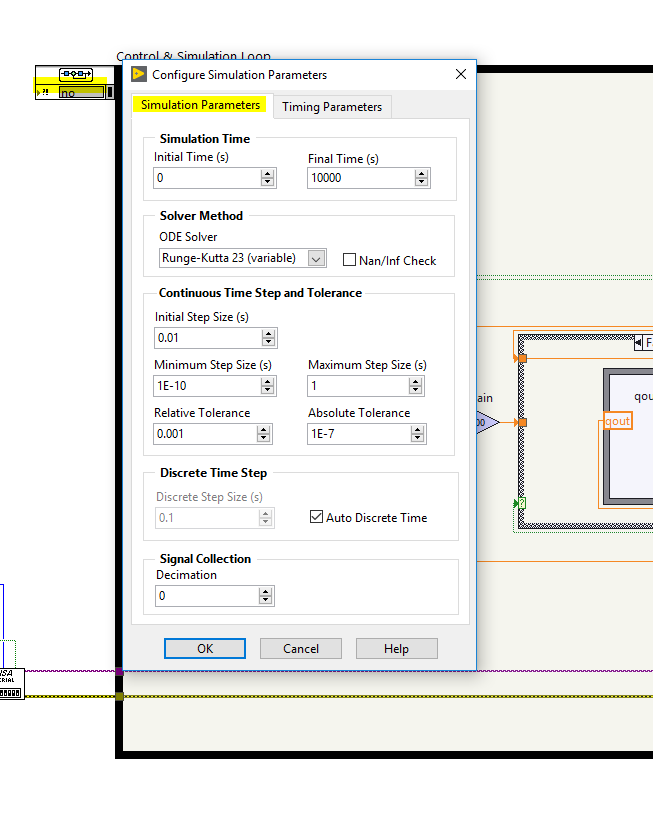 Control & Simulation Loop
Configure Simulation Parameters
?! no
Simulation Parameters
Timing Parameters
Simulation Time
Initial Time (s)
Final Time (s)
0
10000
Solver Method
ODE Solver
Runge-Kutta 23 (variable)
Nan/Inf Check
Continuous Time Step and Tolerance
Initial Step Size (s)
0.01
Minimum Step Size (s)
Maximum Step Size (s)
1E-10
1
Relative Tolerance
Absolute Tolerance
0.001
1E-7
Discrete Time Step
Discrete Step Size (s)
0.1
Auto Discrete Time
Signal Collection
Decimation
0
OK
Cancel
Help
F
ain
qou
00
qout
?
ISA
ERIAL